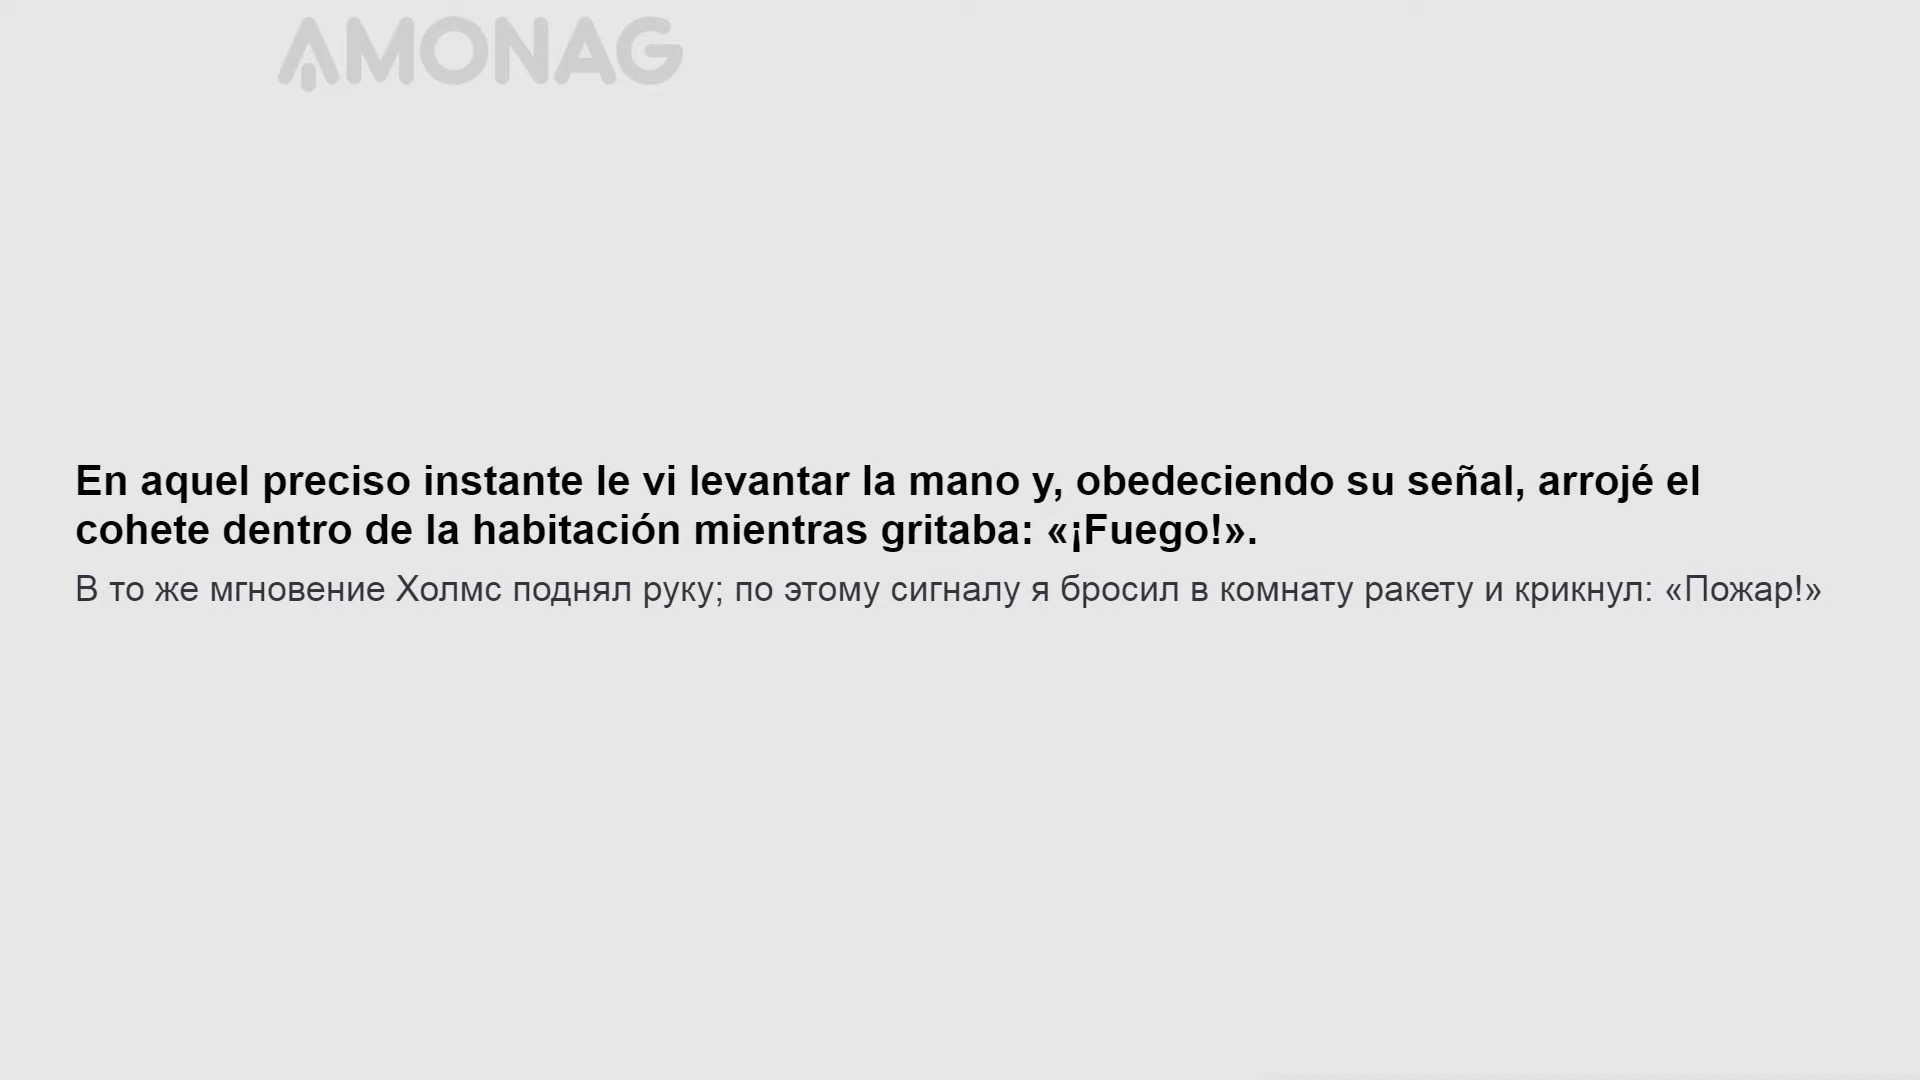 AMONAG
En aquel preciso instante le vi levantar la mano y, obedeciendo su señal, arrojé el
cohete dentro de la habitación mientras gritaba: «¡Fuego!».
В то же мгновение Холмс поднял руку; по этому сигналу я бросил в комнату ракету и крикнул: «Пожар!»